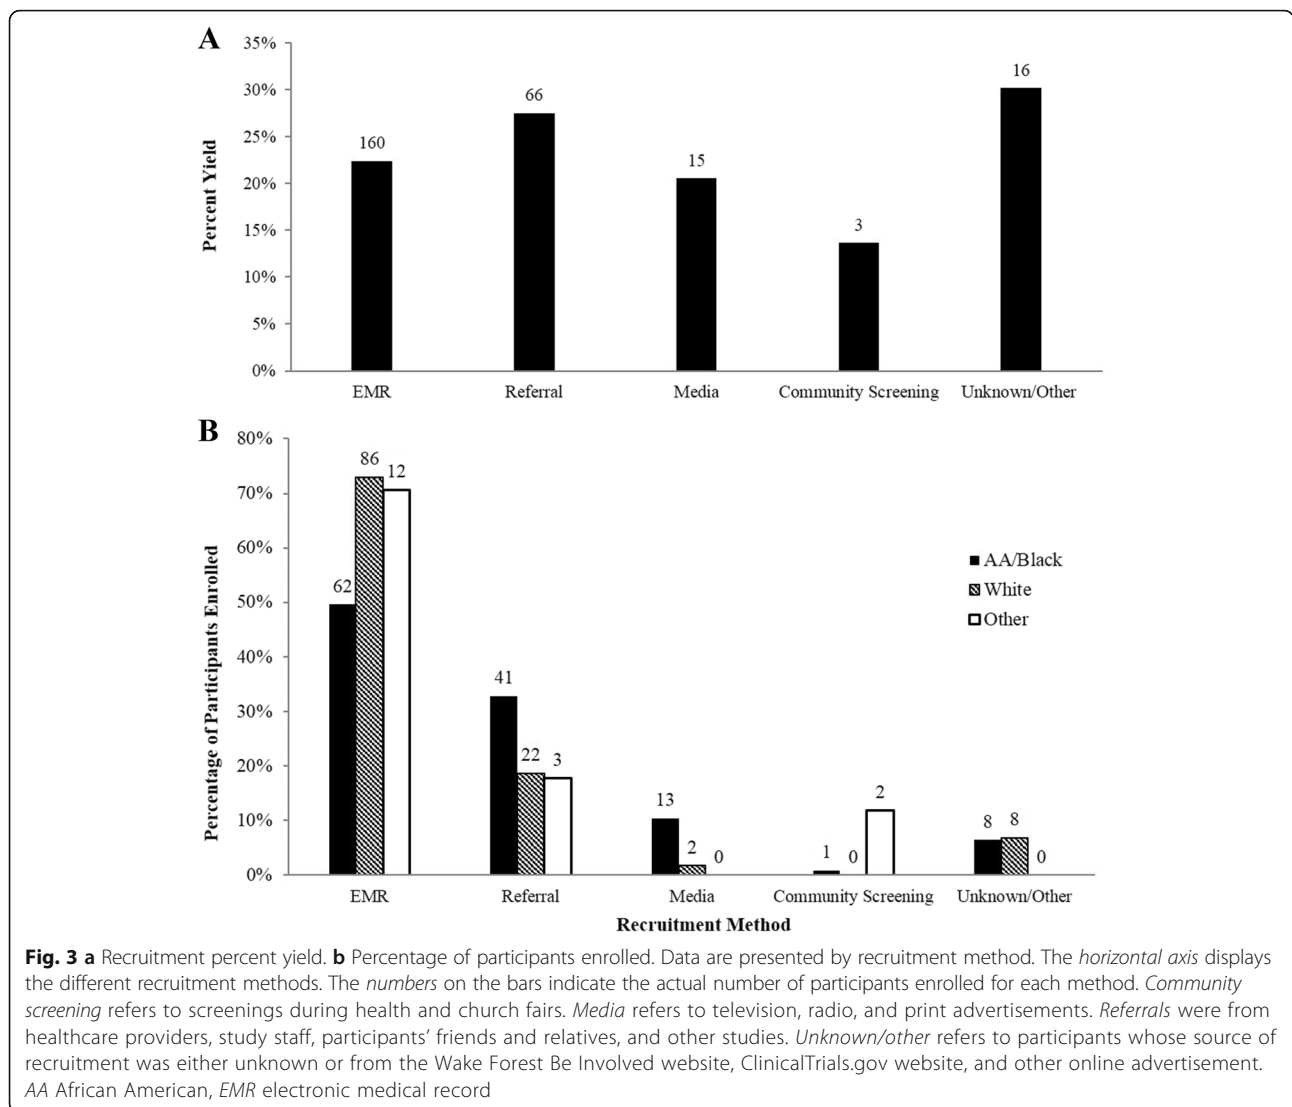 A
35%
30%
25%
20%
15%
10%
5%
0%
Percent Yield
160
66
15
3
16
EMR
Referral
Media
Community Screening
Unknown/Other
B
80%
70%
60%
50%
40%
30%
20%
10%
0%
Percentage of Participants Enrolled
62
86
12
41
22
3
13
2
0
1
0
2
8
8
0
AA/Black
White
Other
EMR
Referral
Media
Community Screening
Unknown/Other
Recruitment Method
Fig. 3 a Recruitment percent yield. b Percentage of participants enrolled. Data are presented by recruitment method. The horizontal axis displays
the different recruitment methods. The numbers on the bars indicate the actual number of participants enrolled for each method. Community
screening refers to screenings during health and church fairs. Media refers to television, radio, and print advertisements. Referrals were from
healthcare providers, study staff, participants’ friends and relatives, and other studies. Unknown/other refers to participants whose source of
recruitment was either unknown or from the Wake Forest Be Involved website, ClinicalTrials.gov website, and other online advertisement.
AA African American, EMR electronic medical record